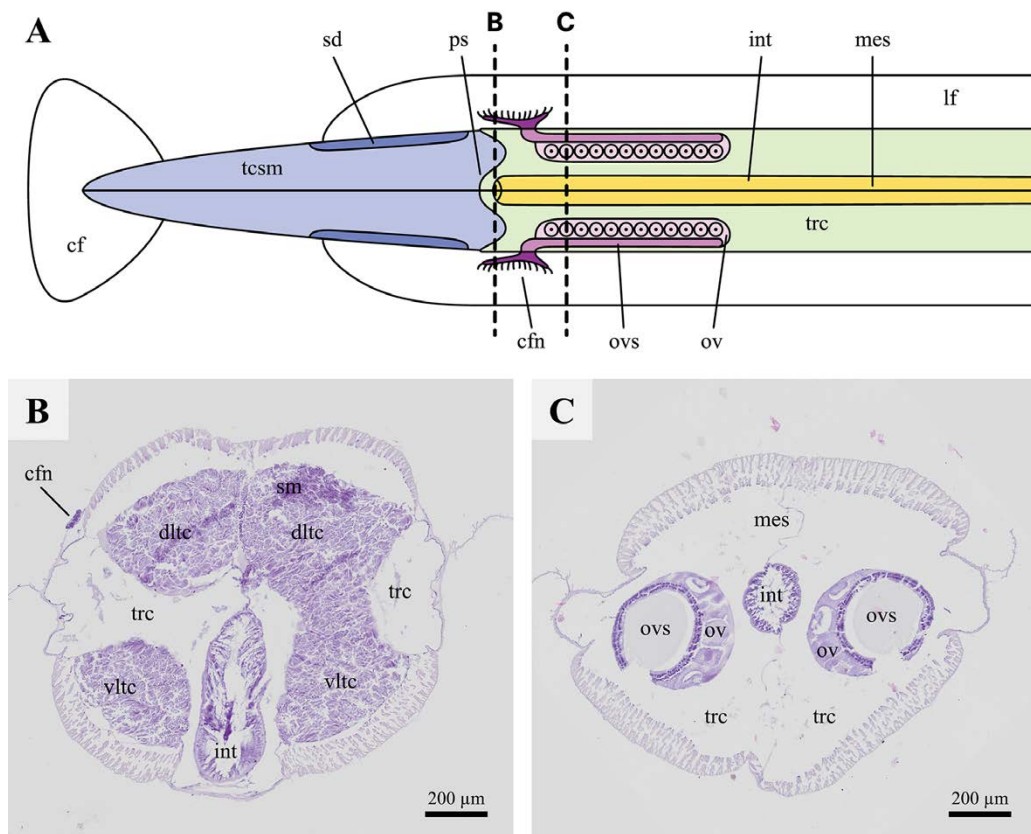 A
B
C
sd
ps
int
mes
lf
tcsm
cf
trc
cfn
ovs
ov
B
cfn
sm
dltc
dltc
trc
trc
vltc
vltc
int
200 μm
C
mes
int
ovs
ov
ov
ovs
trc
trc
200 μm